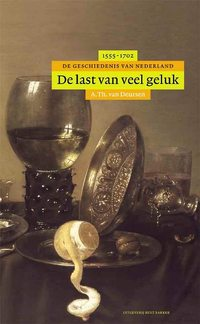 1555-1702
DE GESCHIEDENIS VAN NEDERLAND
De last van veel geluk
A. Th. van Deursen
UITGEVERIJ BERT BAKKER